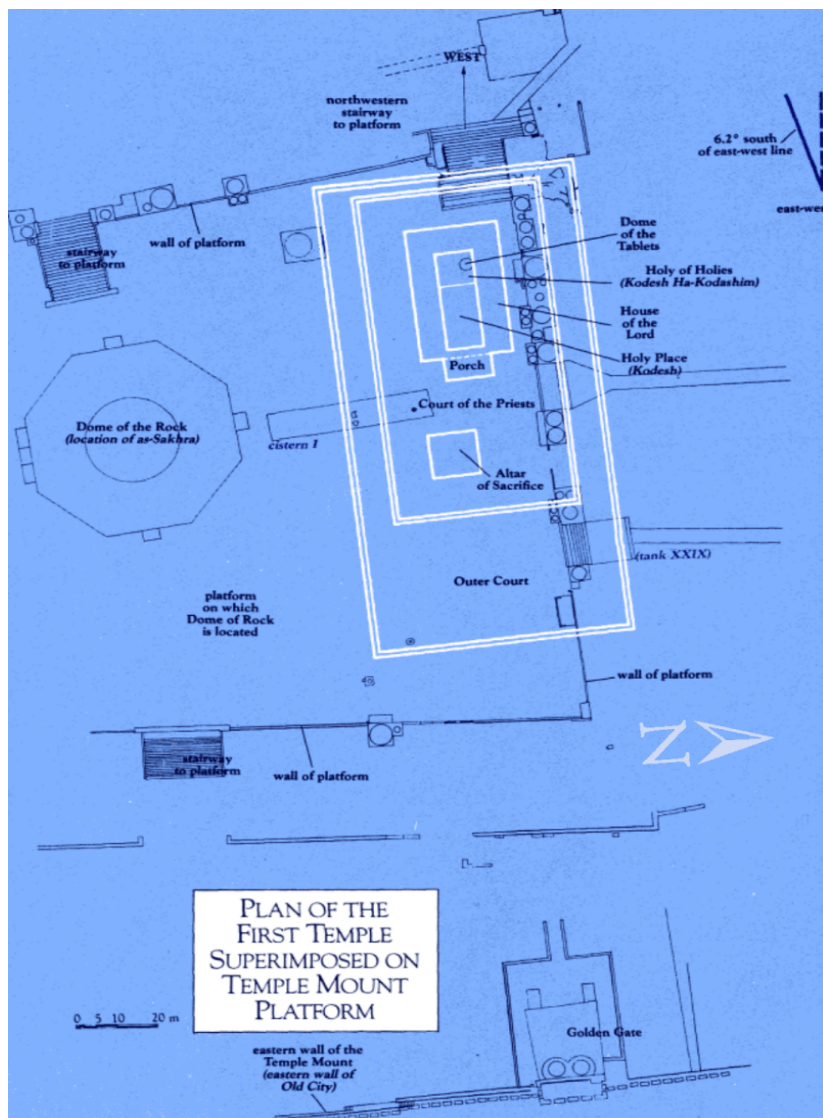 WEST
northwestern
stairway
to platform
6.2° south
of east-west line
east-wes
wall of platform
stairway
to platform
Dome
of the
Tablets
Holy of Holies
(Kodesh Ha-Kodashim)
House
of the
Lord
Holy Place
(Kodesh)
Porch
Court of the Priests
Dome of the Rock
(location of as-Sakhra)
cistern I
Altar
of Sacrifice
(tank XXIX)
Outer Court
platform
on which
Dome of Rock
is located
wall of platform
N
stairway
to platform
wall of platform
PLAN OF THE
FIRST TEMPLE
SUPERIMPOSED ON
TEMPLE MOUNT
PLATFORM
0 5 10 20 m
Golden Gate
eastern wall of the
Temple Mount
(eastern wall of
Old City)